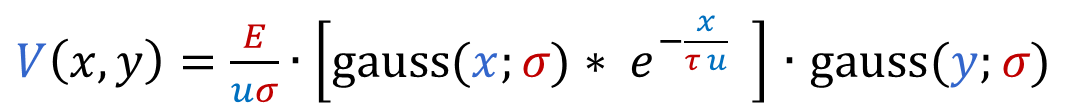 V(x, y) = E/uσ · [gauss(x; σ) * e^(−x/τu)] · gauss(y; σ)